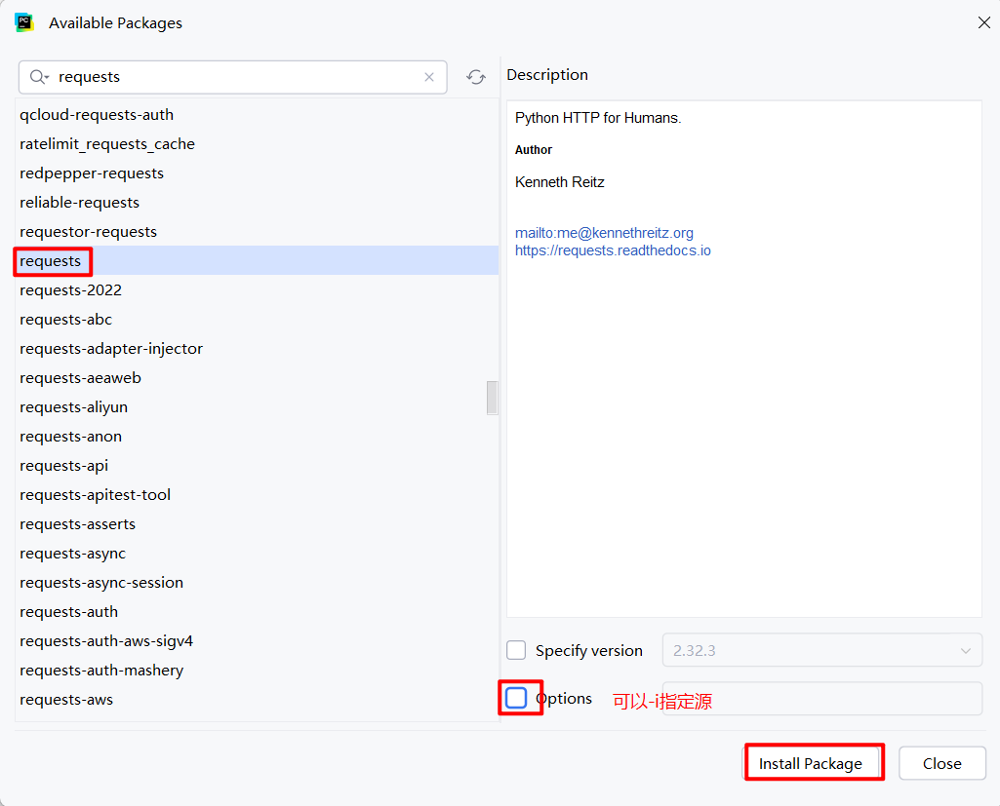 PC
Available Packages
requests
qcloud-requests-auth
ratelimit_requests_cache
redpepper-requests
reliable-requests
requestor-requests
requests
requests-2022
requests-abc
requests-adapter-injector
requests-aeaweb
requests-aliyun
requests-anon
requests-api
requests-apitest-tool
requests-asserts
requests-async
requests-async-session
requests-auth
requests-auth-aws-sigv4
requests-auth-mashery
requests-aws
Description
Python HTTP for Humans.
Author
Kenneth Reitz
mailto:me@kennethreitz.org
https://requests.readthedocs.io
Specify version 2.32.3
Options 可以-i指定源
Install Package Close